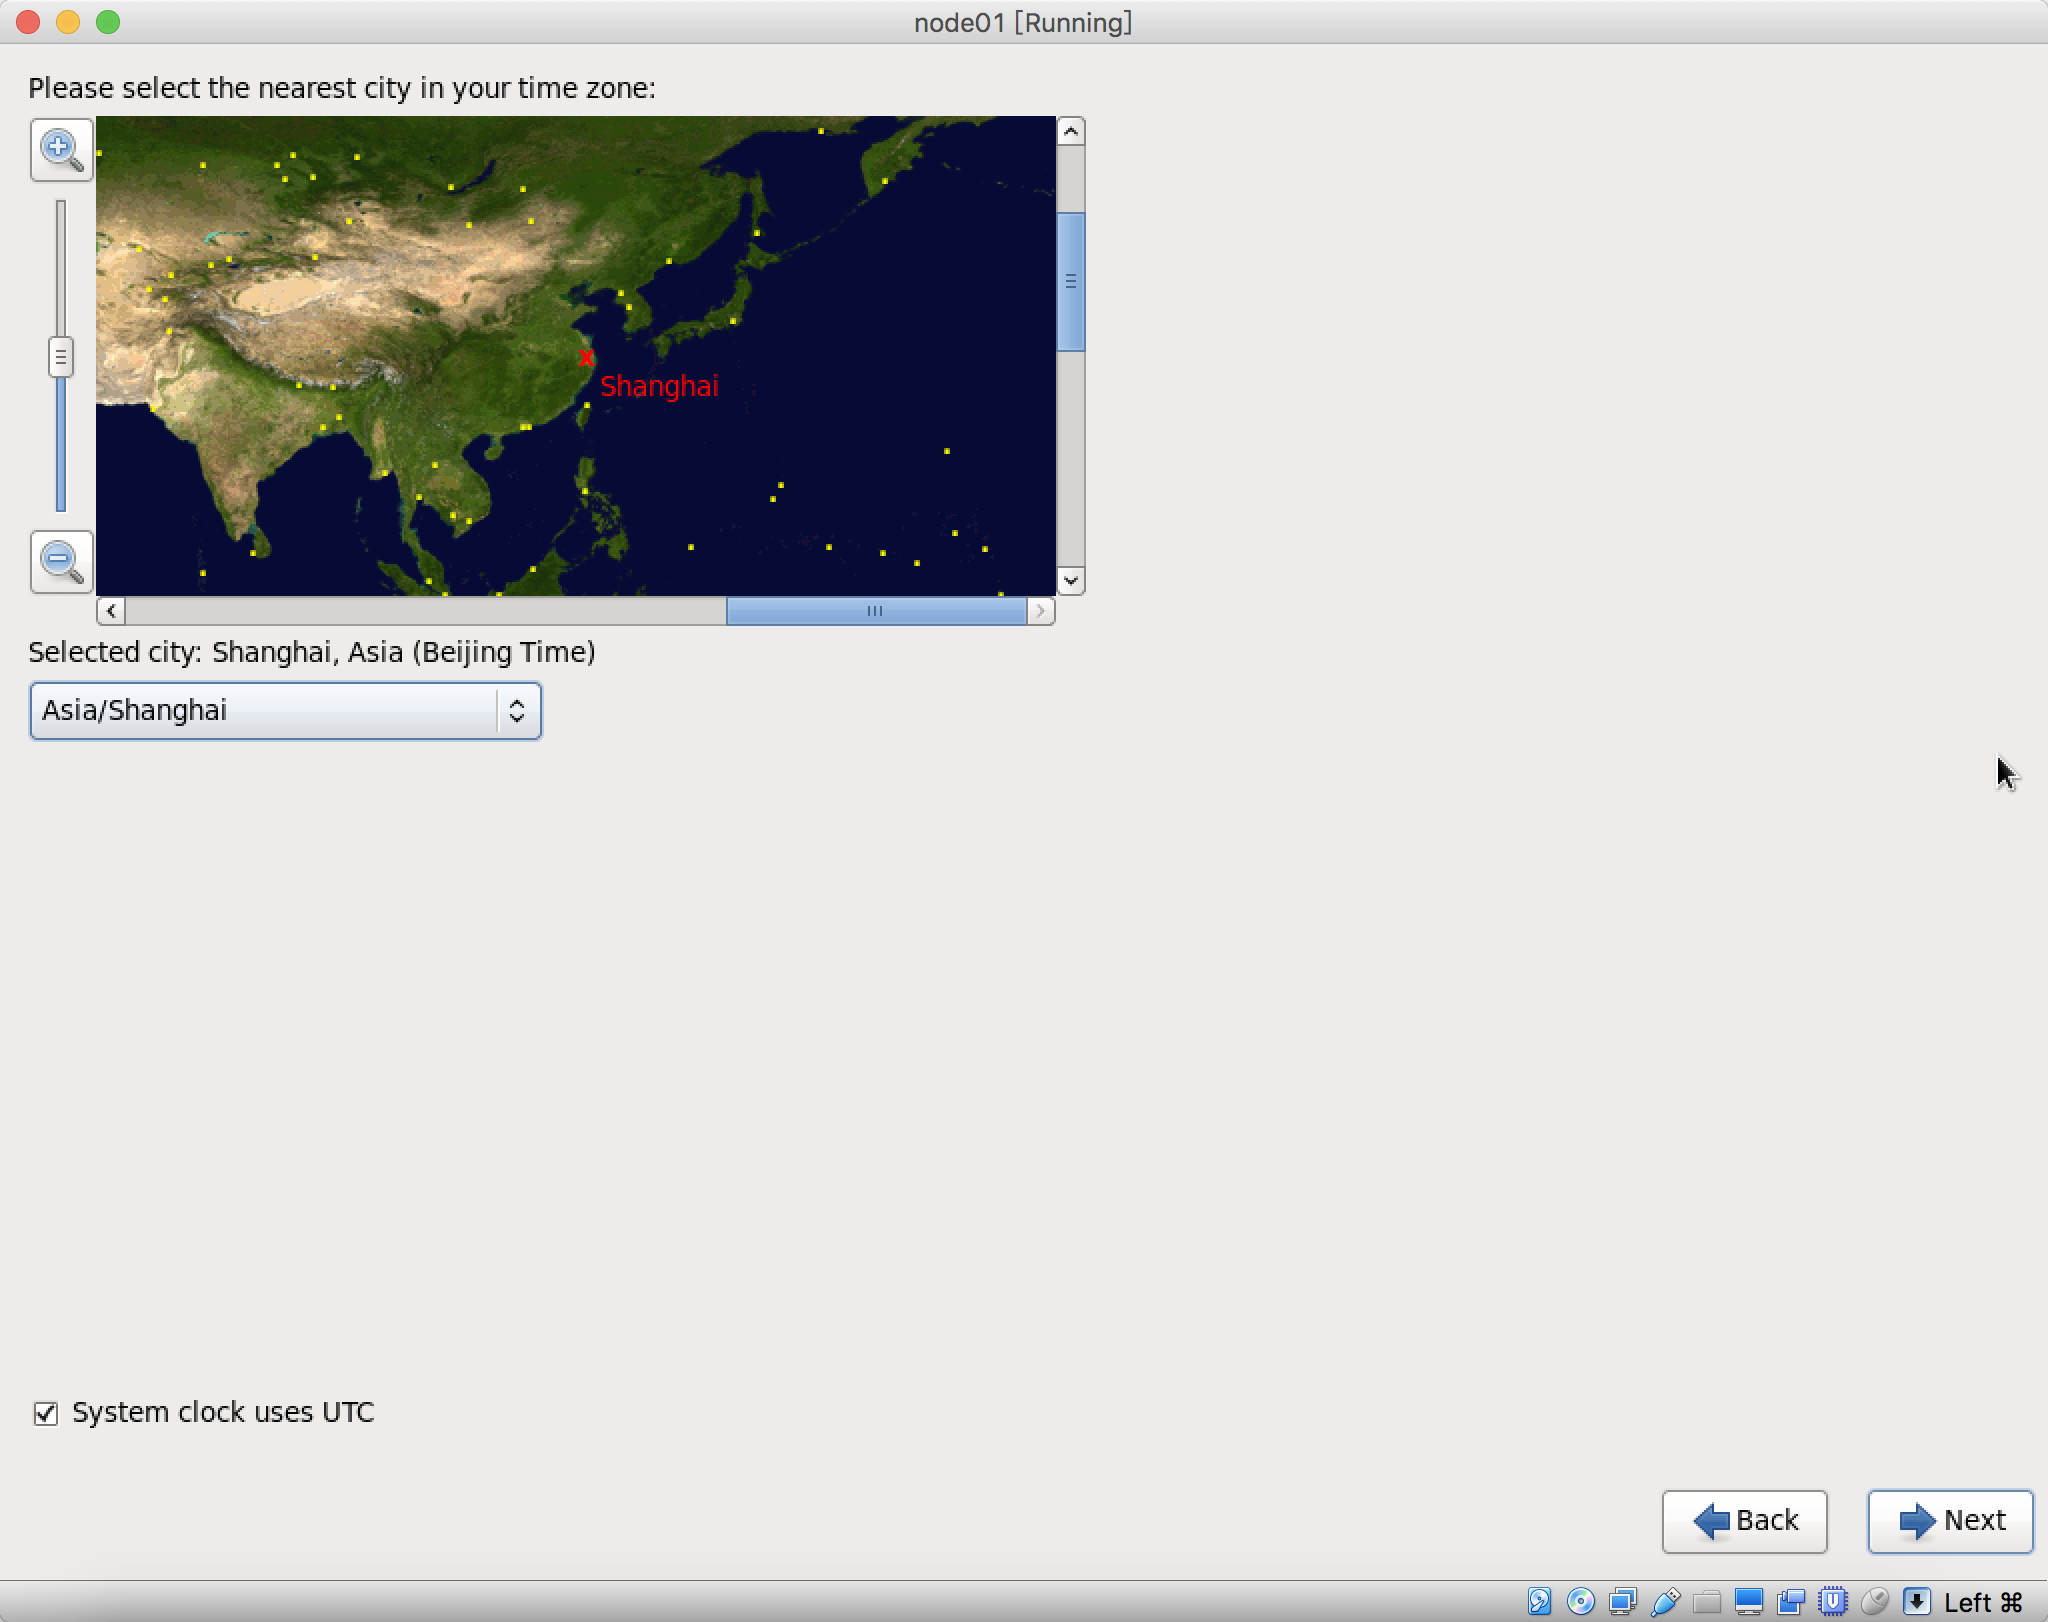 node01 [Running]
Please select the nearest city in your time zone:
Shanghai
Selected city: Shanghai, Asia (Beijing Time)
Asia/Shanghai
System clock uses UTC
Back
Next
Left ⌘